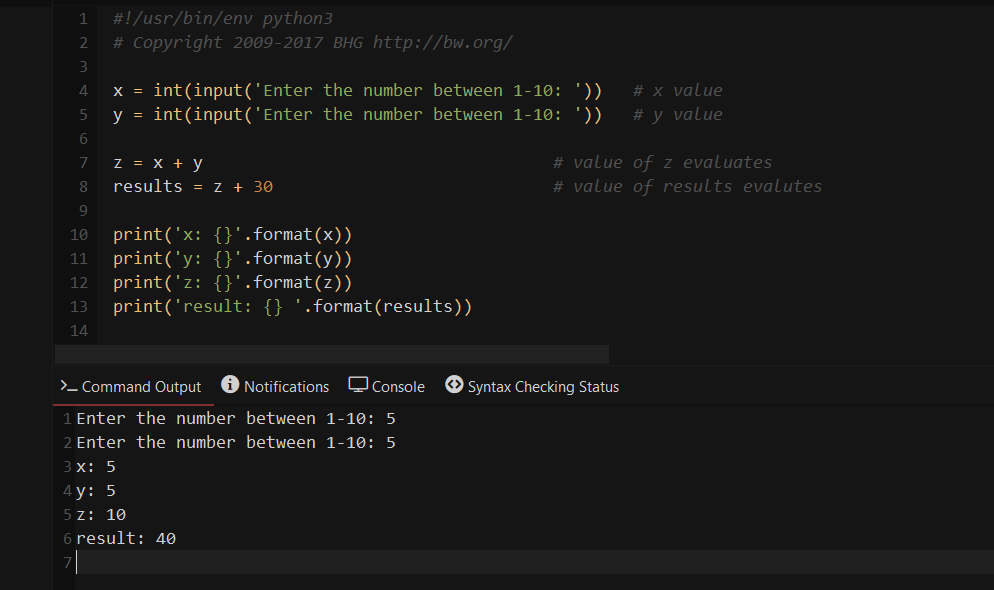 1 #!/usr/bin/env python3
2 # Copyright 2009-2017 BHG http://bw.org/
3
4 x = int(input('Enter the number between 1-10: '))   # x value
5 y = int(input('Enter the number between 1-10: '))   # y value
6
7 z = x + y                                   # value of z evaluates
8 results = z + 30                            # value of results evalutes
9
10 print('x: {}'.format(x))
11 print('y: {}'.format(y))
12 print('z: {}'.format(z))
13 print('result: {} '.format(results))
14
>_ Command Output Notifications Console Syntax Checking Status
1 Enter the number between 1-10: 5
2 Enter the number between 1-10: 5
3 x: 5
4 y: 5
5 z: 10
6 result: 40
7